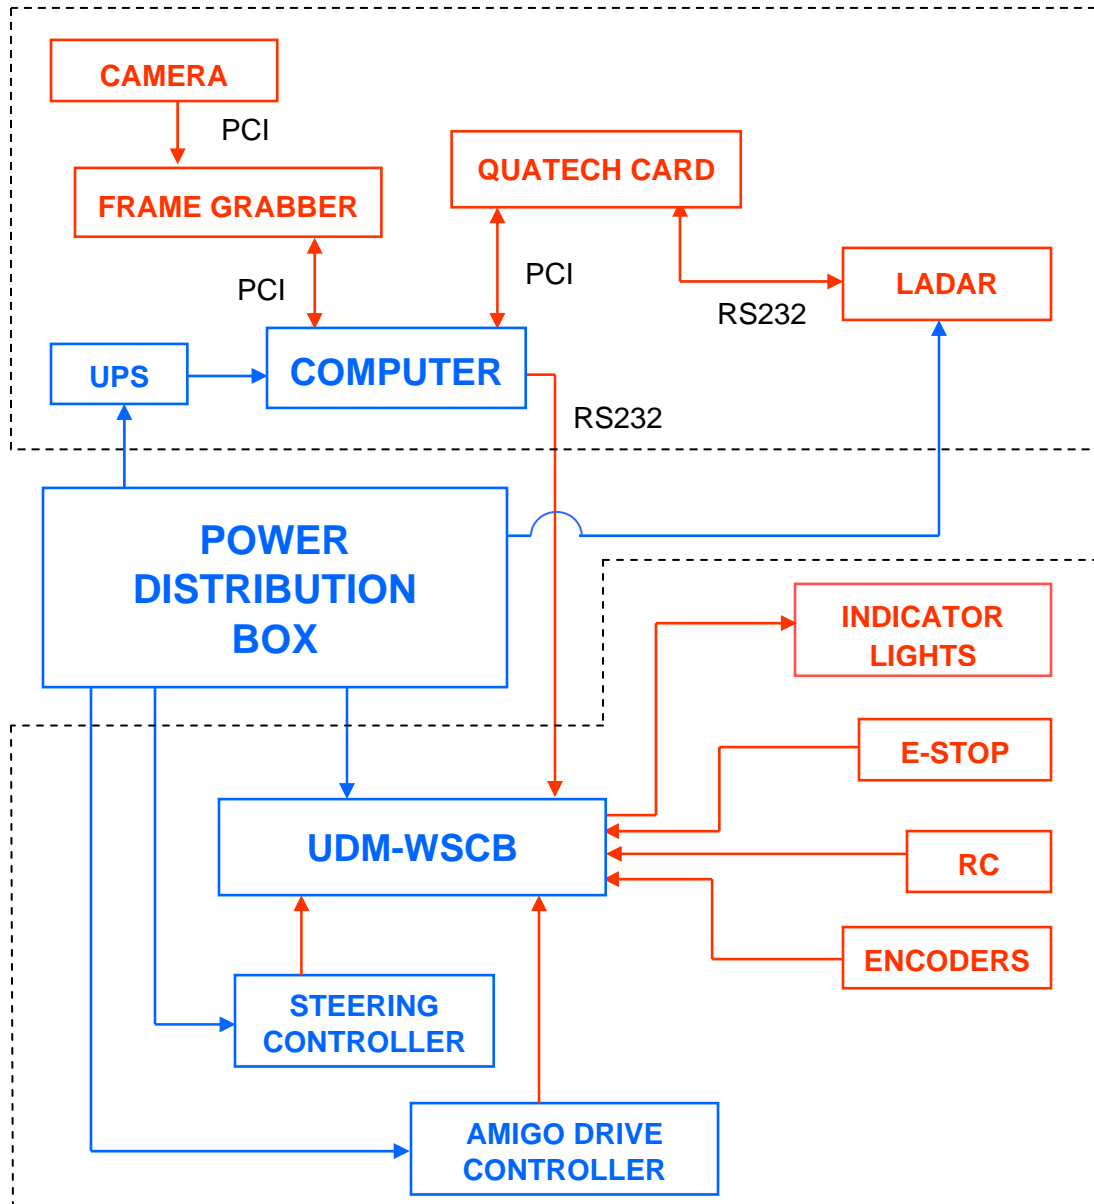 CAMERA
PCI
QUATECH CARD
FRAME GRABBER
PCI
PCI
LADAR
RS232
UPS
COMPUTER
RS232
POWER
DISTRIBUTION
BOX
INDICATOR
LIGHTS
E-STOP
UDM-WSCB
RC
ENCODERS
STEERING
CONTROLLER
AMIGO DRIVE
CONTROLLER